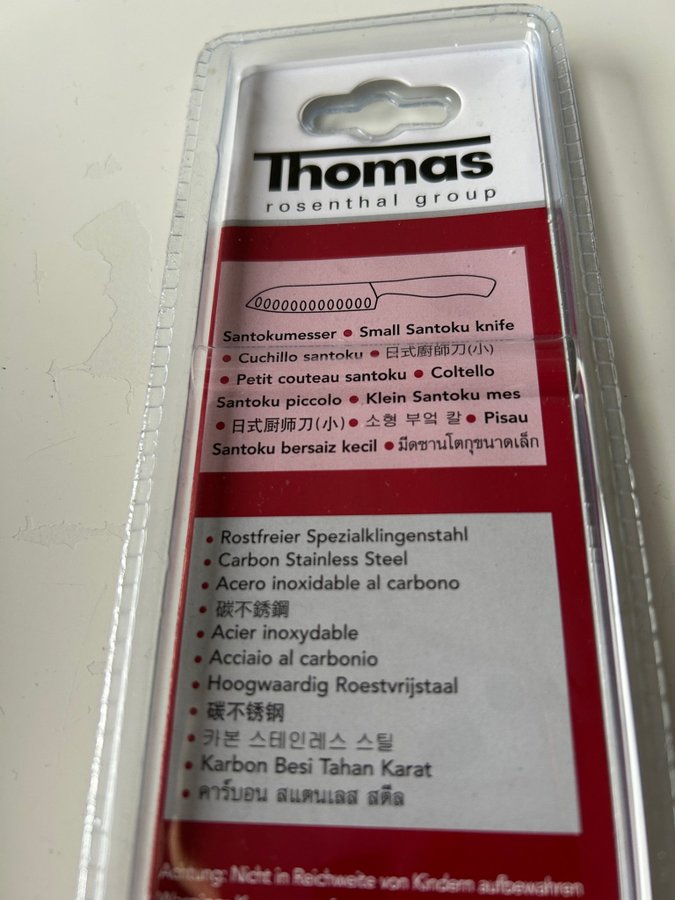 Thomas
rosenthal group
Santokumesser • Small Santoku knife
• Cuchillo santoku • 日式廚師刀(小)
• Petit couteau santoku • Coltello
Santoku piccolo • Klein Santoku mes
• 日式厨师刀(小) • 소형 부엌 칼 • Pisau
Santoku bersaiz kecil • มีดซานโตกุขนาดเล็ก
• Rostfreier Spezialklingenstahl
• Carbon Stainless Steel
• Acero inoxidable al carbono
• 碳不銹鋼
• Acier inoxydable
• Acciaio al carbonio
• Hoogwaardig Roestvrijstaal
• 碳不锈钢
• 카본 스테인레스 스틸
• Karbon Besi Tahan Karat
• คาร์บอน สแตนเลส สตีล
Achtung: Nicht in Reichweite von Kindern aufbewahren